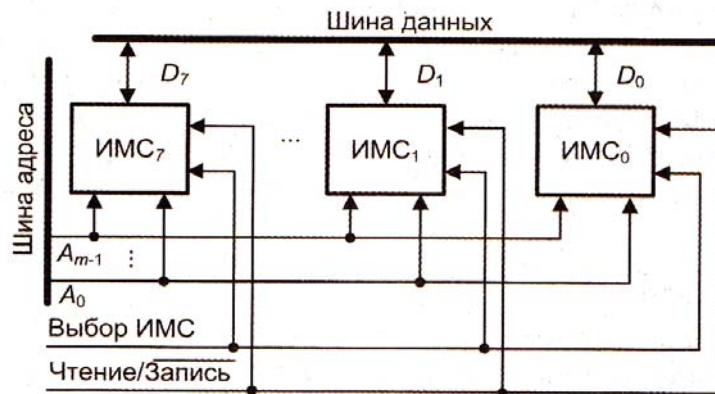 Шина данных
D7 D1 D0
Шина адреса
ИМС7 ... ИМС1 ИМС0
Am-1 ...
A0
Выбор ИМС
Чтение/Запись